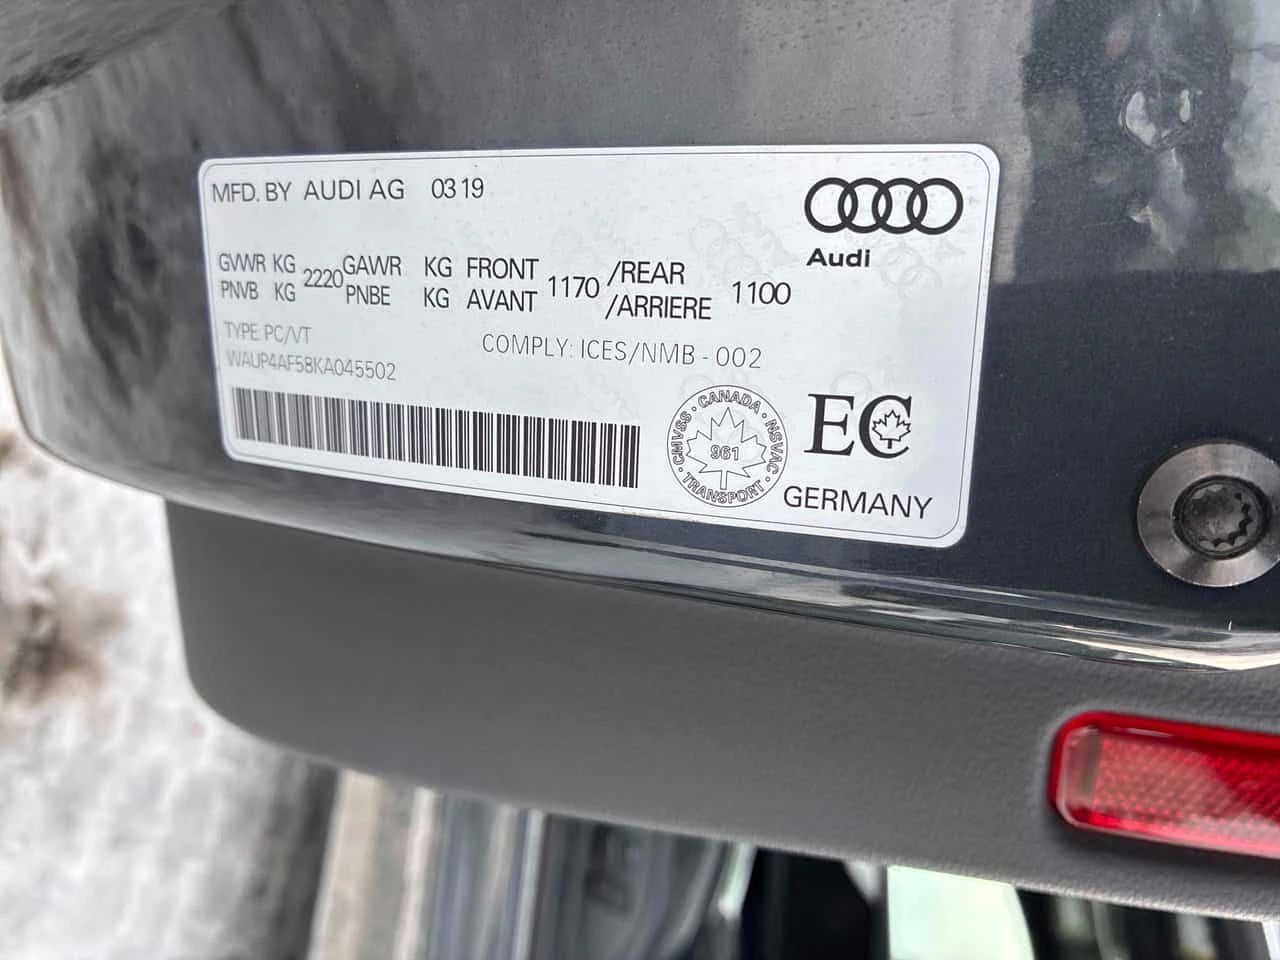 MFD. BY AUDI AG 03 19
Audi
GVWR KG 2220 GAWR KG FRONT 1170 /REAR 1100
PNVB KG PNBE KG AVANT /ARRIERE
TYPE: PC/VT
COMPLY: ICES/NMB - 002
WAUP4AF58KA045502
CANADA · NSVAC · TRANSPORT · CMVSS ·
961
EC
GERMANY